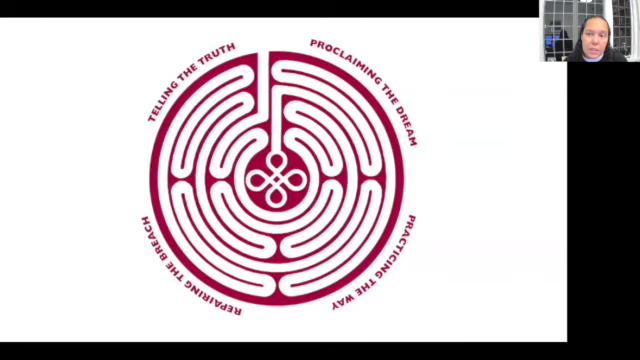 TELLING THE TRUTH
PROCLAIMING THE DREAM
REPAIRING THE BREACH
PRACTICING THE WAY